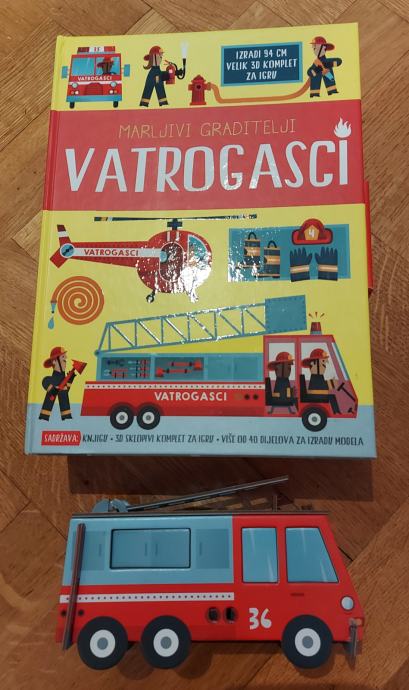 VATROGASCI
IZRADI 94 CM
VELIK 3D KOMPLET
ZA IGRU
MARLJIVI GRADITELJI
VATROGASCI
VATROGASCI
4
VATROGASCI
SADRŽAVA: KNJIGU • 3D SKLOPIVI KOMPLET ZA IGRU • VIŠE OD 40 DIJELOVA ZA IZRADU MODELA
36